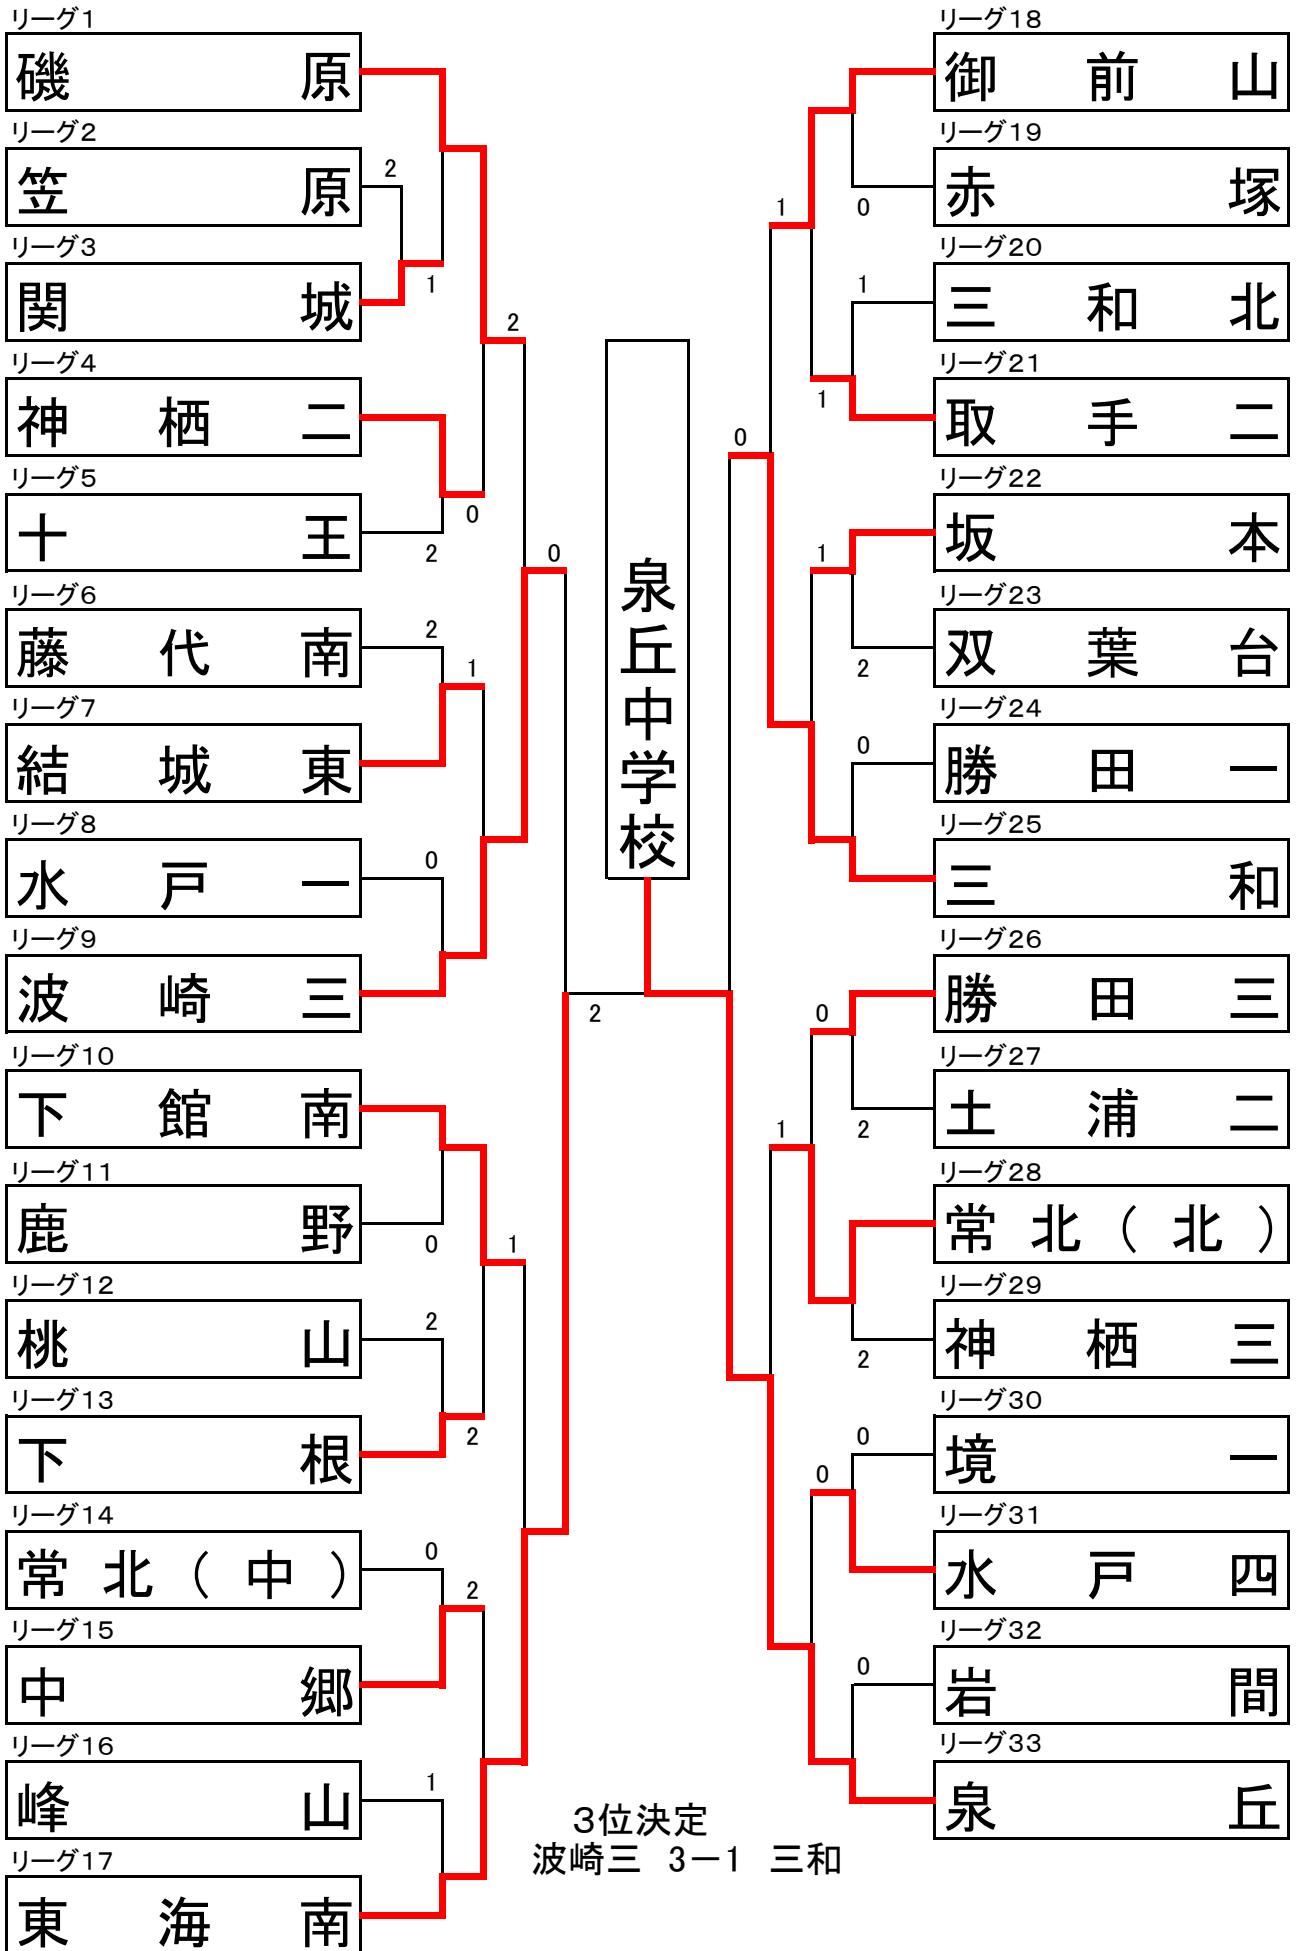 リーグ1
磯原
リーグ2
笠原
2
リーグ3
関城
1
2
リーグ4
神栖二
リーグ5
十王
0
2
0
リーグ6
藤代南
2
1
リーグ7
結城東
リーグ8
水戸一
0
リーグ9
波崎三
2
リーグ10
下館南
リーグ11
鹿野
0
1
リーグ12
桃山
2
リーグ13
下根
2
リーグ14
常北(中)
0
2
リーグ15
中郷
リーグ16
峰山
1
リーグ17
東海南
泉丘中学校
リーグ18
御前山
リーグ19
赤塚
0
1
リーグ20
三和北
1
リーグ21
取手二
1
0
リーグ22
坂本
1
リーグ23
双葉台
2
リーグ24
勝田一
0
リーグ25
三和
リーグ26
勝田三
0
リーグ27
土浦二
2
1
リーグ28
常北(北)
リーグ29
神栖三
2
リーグ30
境一
0
0
リーグ31
水戸四
リーグ32
岩間
0
リーグ33
泉丘
3位決定
波崎三 3－1 三和